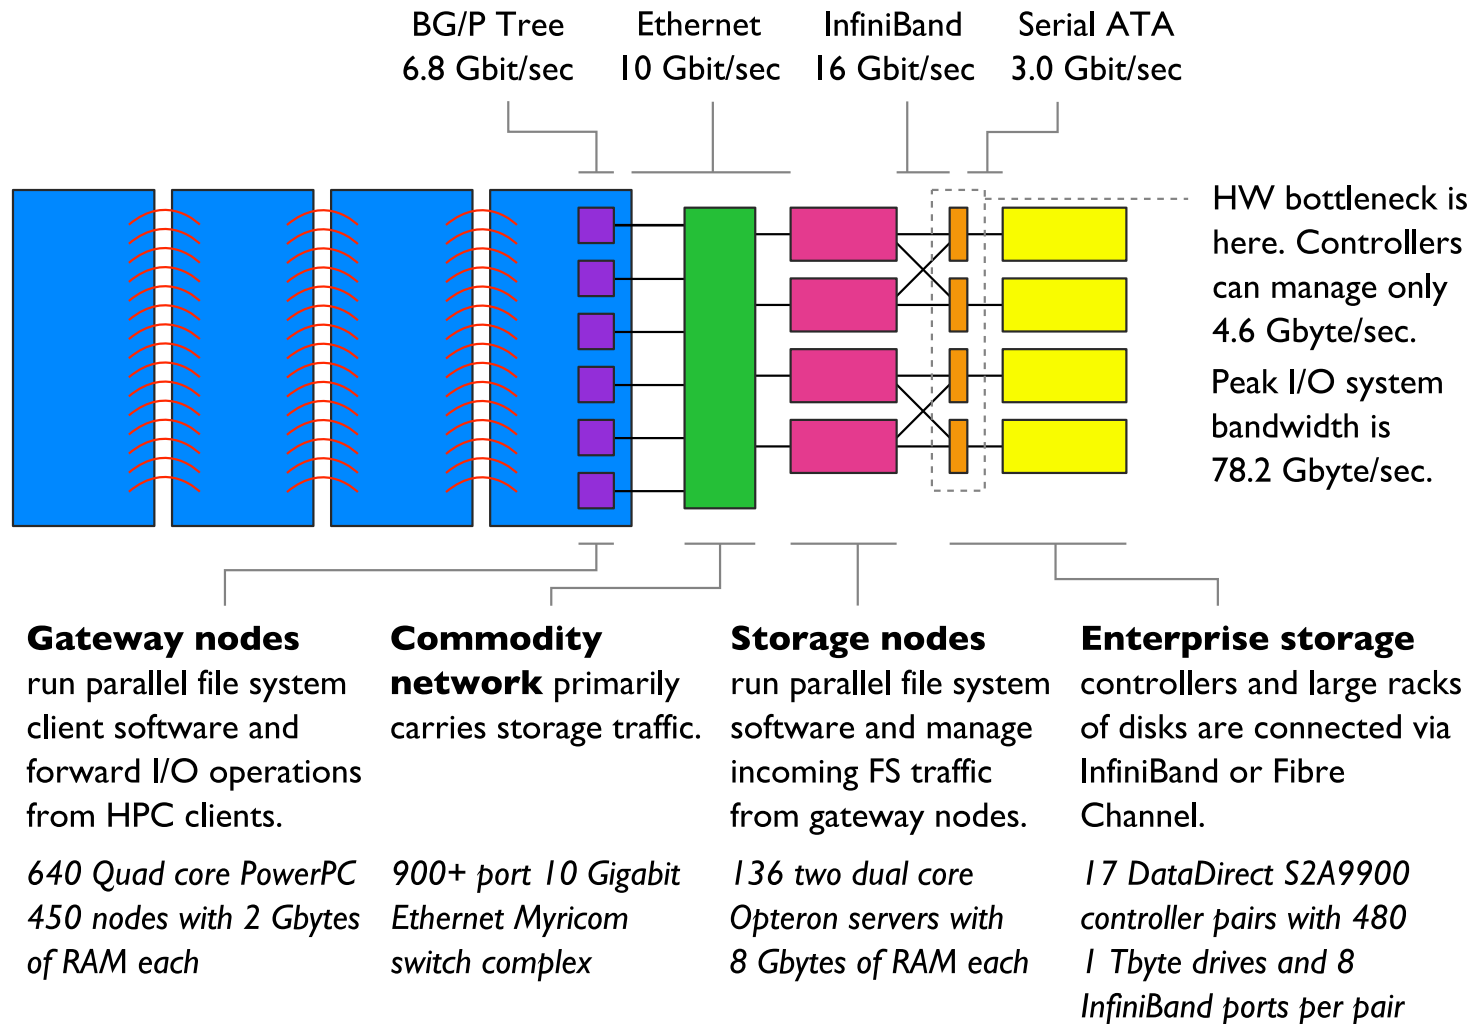 BG/P Tree
6.8 Gbit/sec
Ethernet
10 Gbit/sec
InfiniBand
16 Gbit/sec
Serial ATA
3.0 Gbit/sec
HW bottleneck is
here. Controllers
can manage only
4.6 Gbyte/sec.
Peak I/O system
bandwidth is
78.2 Gbyte/sec.
Gateway nodes
run parallel file system
client software and
forward I/O operations
from HPC clients.
640 Quad core PowerPC
450 nodes with 2 Gbytes
of RAM each
Commodity
network primarily
carries storage traffic.
900+ port 10 Gigabit
Ethernet Myricom
switch complex
Storage nodes
run parallel file system
software and manage
incoming FS traffic
from gateway nodes.
136 two dual core
Opteron servers with
8 Gbytes of RAM each
Enterprise storage
controllers and large racks
of disks are connected via
InfiniBand or Fibre
Channel.
17 DataDirect S2A9900
controller pairs with 480
1 Tbyte drives and 8
InfiniBand ports per pair